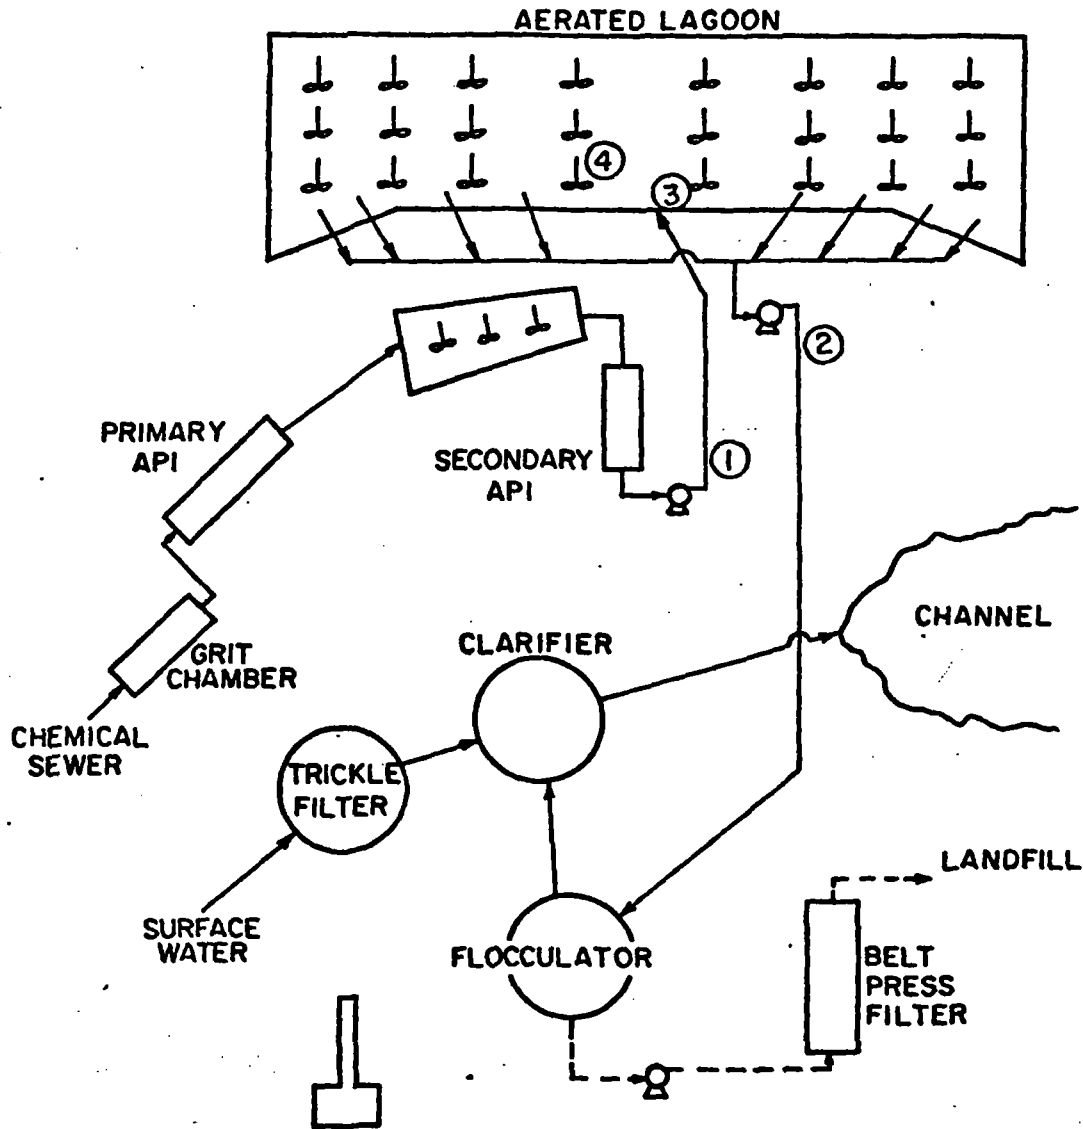 AERATED LAGOON
4
3
2
PRIMARY
API
SECONDARY
API
1
CHANNEL
GRIT
CHAMBER
CLARIFIER
CHEMICAL
SEWER
TRICKLE
FILTER
LANDFILL
SURFACE
WATER
FLOCCULATOR
BELT
PRESS
FILTER